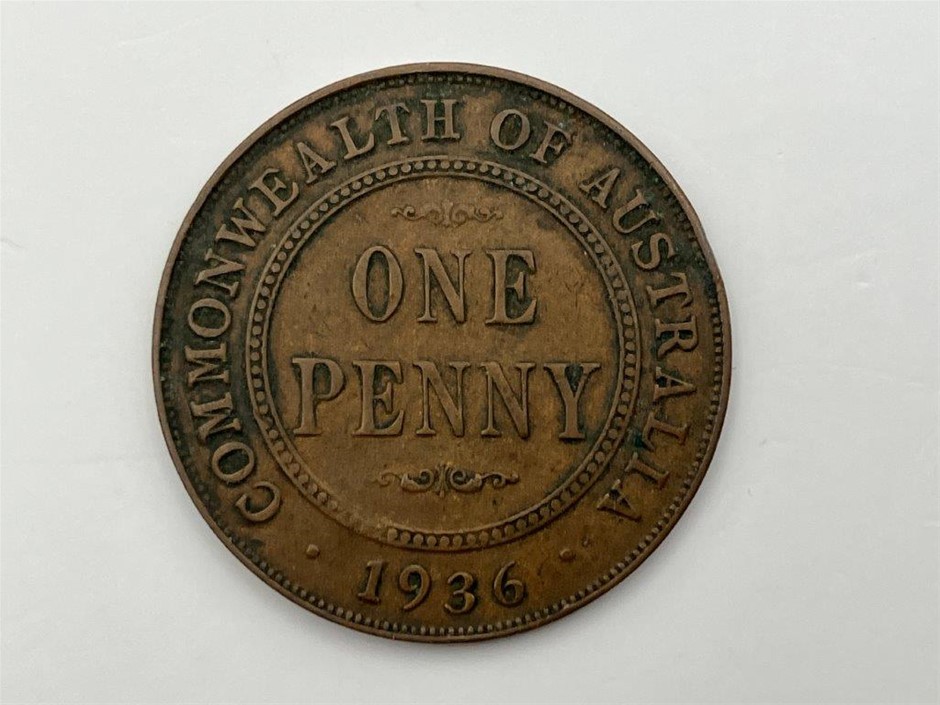 COMMONWEALTH OF AUSTRALIA
ONE
PENNY
· 1936 ·